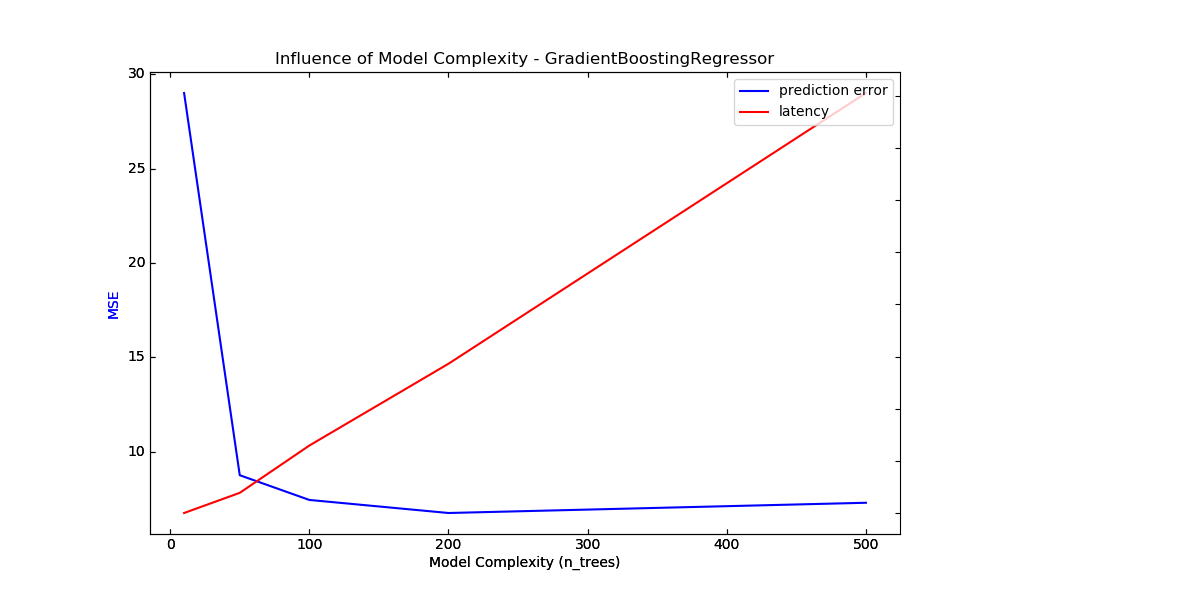 Influence of Model Complexity - GradientBoostingRegressor
prediction error
latency
30
25
20
15
10
MSE
0
100
200
300
400
500
Model Complexity (n_trees)